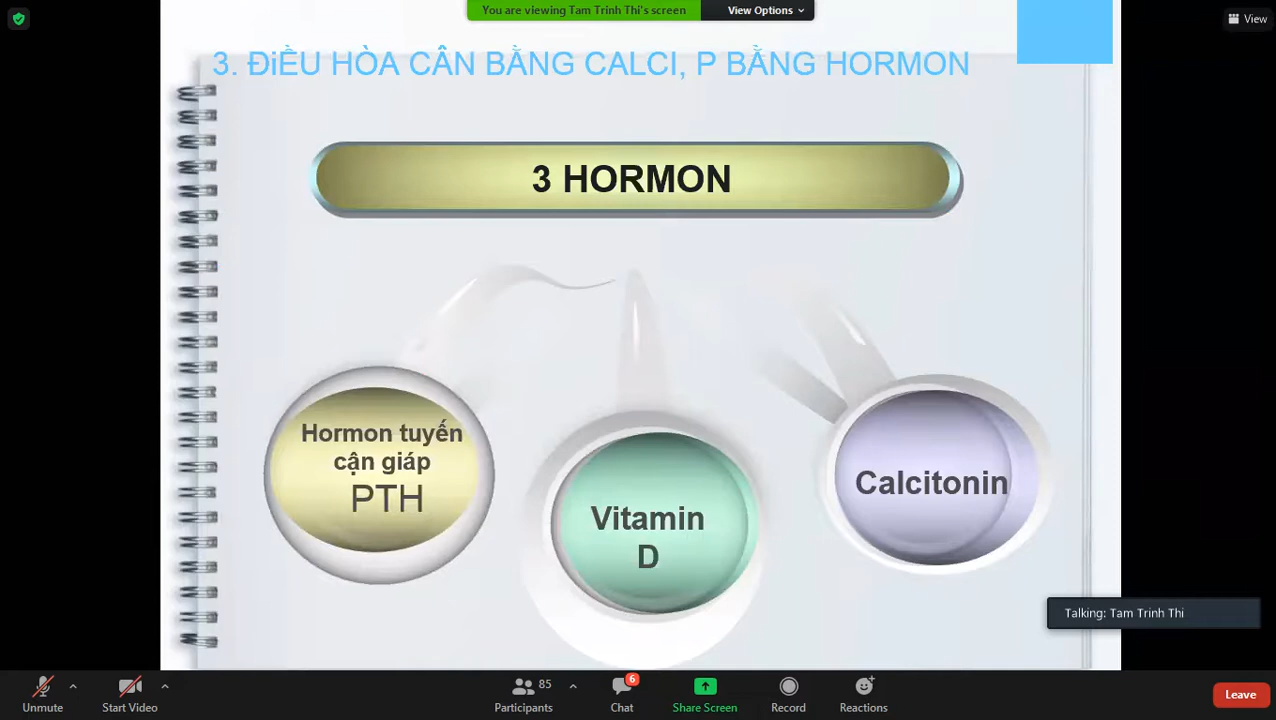 You are viewing Tam Trinh Thi's screen
View Options
View
3. ĐiỀU HÒA CÂN BẰNG CALCI, P BẰNG HORMON
3 HORMON
Hormon tuyến
cận giáp
PTH
Vitamin
D
Calcitonin
Talking: Tam Trinh Thi
Unmute
Start Video
85
Participants
6
Chat
Share Screen
Record
Reactions
Leave